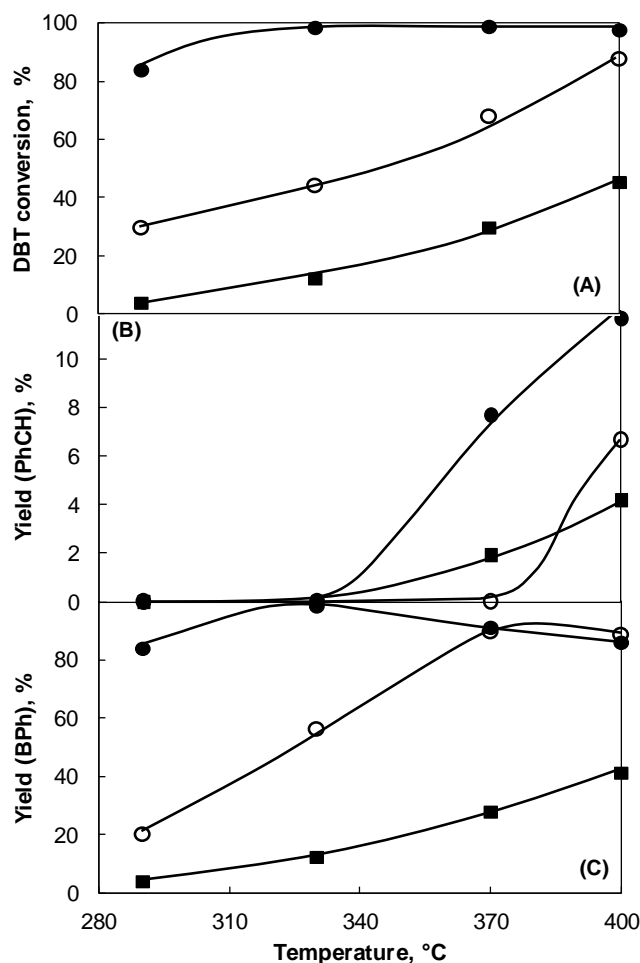 100
80
60
40
20
0
DBT conversion, %
(A)
(B)
10
8
6
4
2
0
Yield (PhCH), %
80
60
40
20
0
Yield (BPh), %
(C)
280 310 340 370 400
Temperature, °C